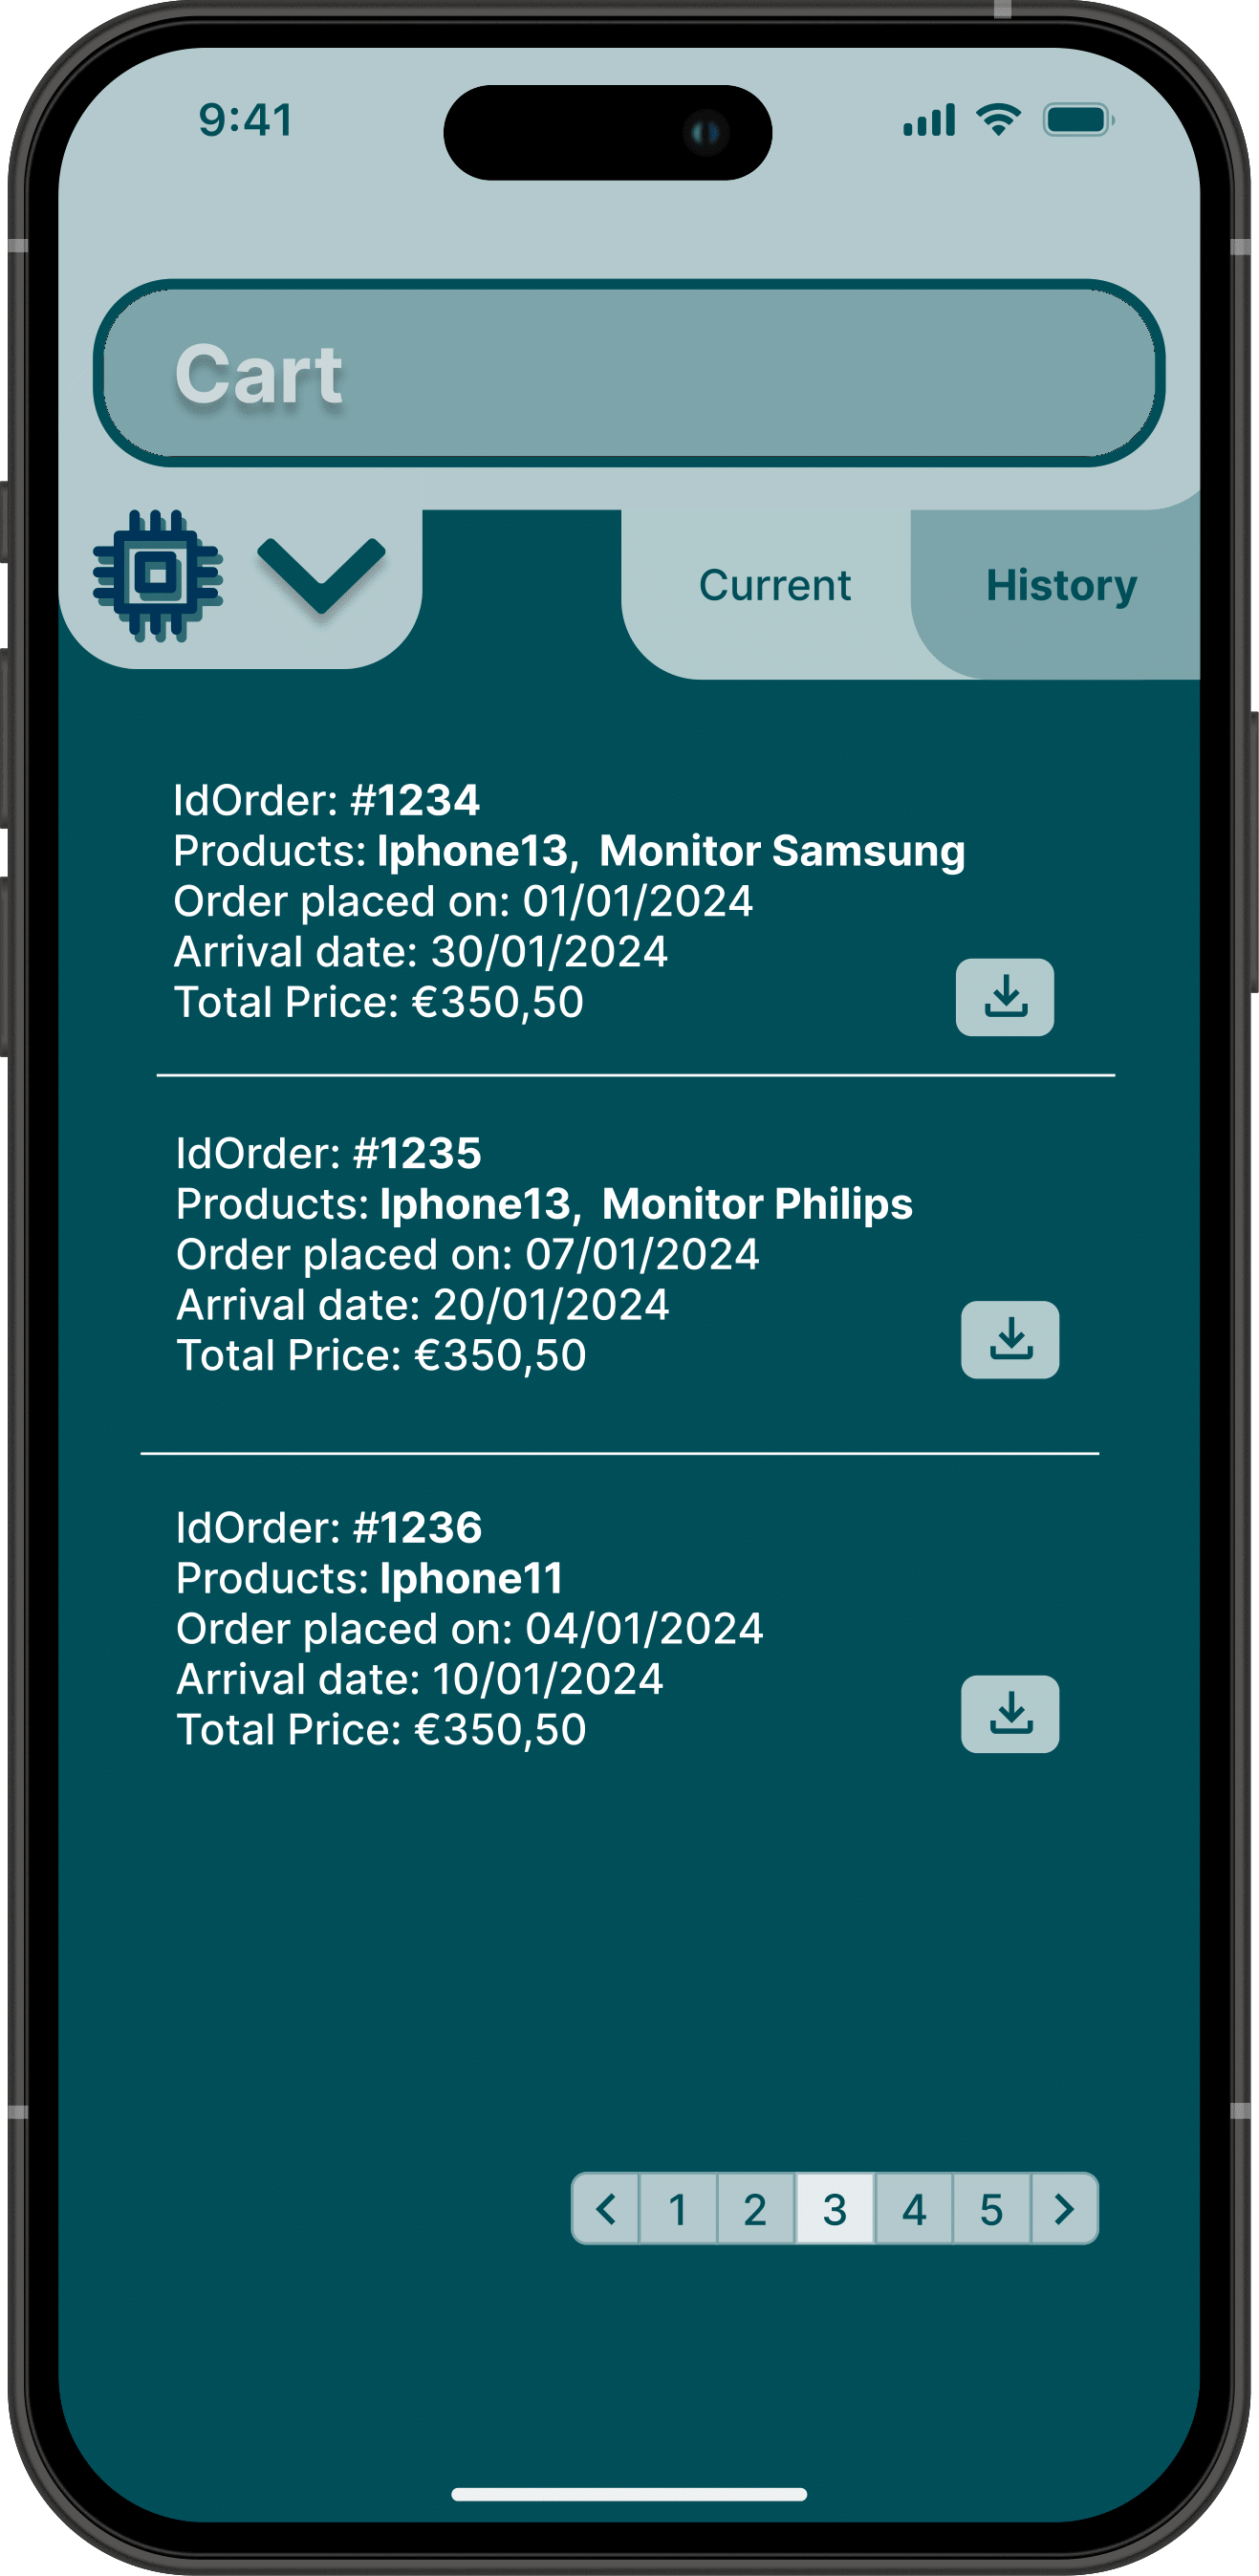 9:41
Cart
Current
History
IdOrder: #1234
Products: Iphone13,  Monitor Samsung
Order placed on: 01/01/2024
Arrival date: 30/01/2024
Total Price: €350,50
IdOrder: #1235
Products: Iphone13,  Monitor Philips
Order placed on: 07/01/2024
Arrival date: 20/01/2024
Total Price: €350,50
IdOrder: #1236
Products: Iphone11
Order placed on: 04/01/2024
Arrival date: 10/01/2024
Total Price: €350,50
1 2 3 4 5